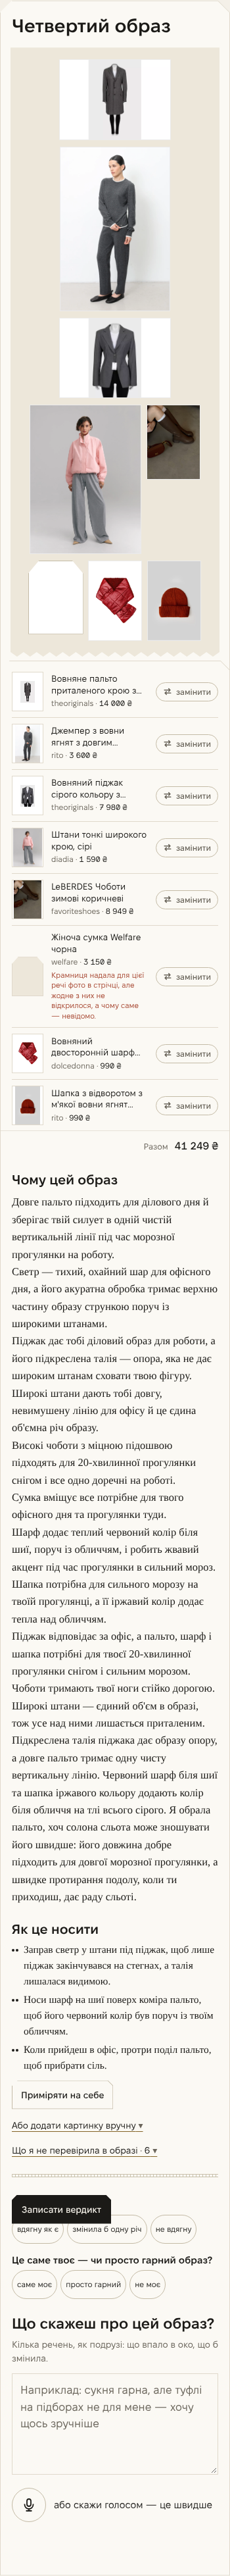 Четвертий образ
Вовняне пальто
приталеного крою з...
theoriginals · 14 000 ₴
замінити
Джемпер з вовни
ягнят з довгим...
rito · 3 600 ₴
замінити
Вовняний піджак
сірого кольору з...
theoriginals · 7 980 ₴
замінити
Штани тонкі широкого
крою, сірі
diadia · 1 590 ₴
замінити
LeBERDES Чоботи
зимові коричневі
favoriteshoes · 8 949 ₴
замінити
Жіноча сумка Welfare
чорна
welfare · 3 150 ₴
Крамниця надала для цієї
речі фото в стрічці, але
жодне з них не
відкрилося, а чому саме
— невідомо.
замінити
Вовняний
двосторонній шарф...
dolcedonna · 990 ₴
замінити
Шапка з відворотом з
м'якої вовни ягнят...
rito · 990 ₴
замінити
Разом 41 249 ₴
Чому цей образ
Довге пальто підходить для ділового дня й
зберігає твій силует в одній чистій
вертикальній лінії під час морозної
прогулянки на роботу.
Светр — тихий, охайний шар для офісного
дня, а його акуратна обробка тримає верхню
частину образу стрункою поруч із
широкими штанами.
Піджак дає тобі діловий образ для роботи, а
його підкреслена талія — опора, яка не дає
широким штанам сховати твою фігуру.
Широкі штани дають тобі довгу,
невимушену лінію для офісу й це єдина
об'ємна річ образу.
Високі чоботи з міцною підошвою
підходять для 20-хвилинної прогулянки
снігом і все одно доречні на роботі.
Сумка вміщує все потрібне для твого
офісного дня та прогулянки туди.
Шарф додає теплий червоний колір біля
шиї, поруч із обличчям, і робить жвавий
акцент під час прогулянки в сильний мороз.
Шапка потрібна для сильного морозу на
твоїй прогулянці, а її іржавий колір додає
тепла над обличчям.
Піджак відповідає за офіс, а пальто, шарф і
шапка потрібні для твоєї 20-хвилинної
прогулянки снігом і сильним морозом.
Чоботи тримають твої ноги стійко дорогою.
Широкі штани — єдиний об'єм в образі,
тож усе над ними лишається приталеним.
Підкреслена талія піджака дає образу опору,
а довге пальто тримає одну чисту
вертикальну лінію. Червоний шарф біля шиї
та шапка іржавого кольору додають колір
біля обличчя на тлі всього сірого. Я обрала
пальто, хоч солона сльота може зношувати
його швидше: його довжина добре
підходить для довгої морозної прогулянки, а
швидке протирання подолу, коли ти
приходиш, дає раду сльоті.
Як це носити
• Заправ светр у штани під піджак, щоб лише
піджак закінчувався на стегнах, а талія
лишалася видимою.
• Носи шарф на шиї поверх коміра пальто,
щоб його червоний колір був поруч із твоїм
обличчям.
• Коли прийдеш в офіс, протри поділ пальто,
щоб прибрати сіль.
Приміряти на себе
Або додати картинку вручну ▾
Що я не перевірила в образі · 6 ▾
Записати вердикт
вдягну як є
змінила б одну річ
не вдягну
Це саме твоє — чи просто гарний образ?
саме моє
просто гарний
не моє
Що скажеш про цей образ?
Кілька речень, як подрузі: що впало в око, що б
змінила.
Наприклад: сукня гарна, але туфлі
на підборах не для мене — хочу
щось зручніше
або скажи голосом — це швидше